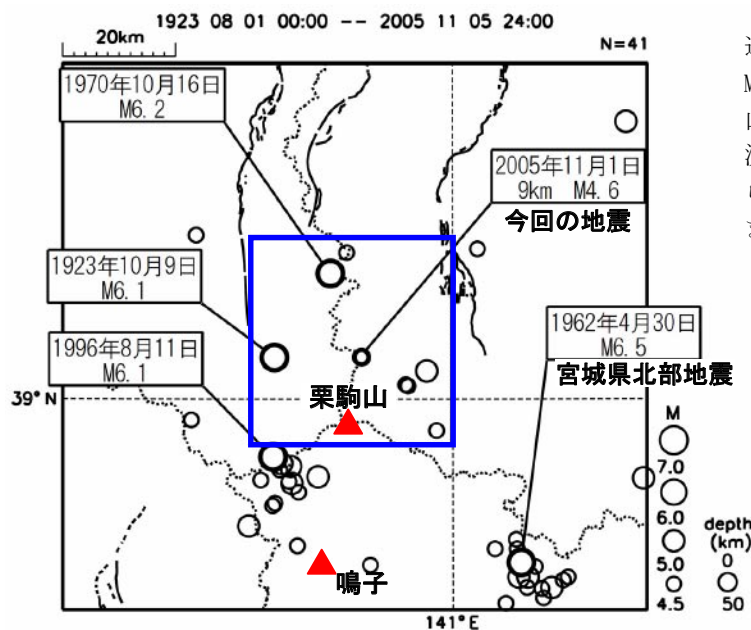 1923 08 01 00:00 -- 2005 11 05 24:00
20km
N=41
1970年10月16日
M6.2
2005年11月1日
9km M4.6
今回の地震
1923年10月9日
M6.1
1996年8月11日
M6.1
1962年4月30日
M6.5
宮城県北部地震
39°N
栗駒山
鳴子
M
7.0
6.0
5.0
4.5
depth
(km)
0
50
141°E